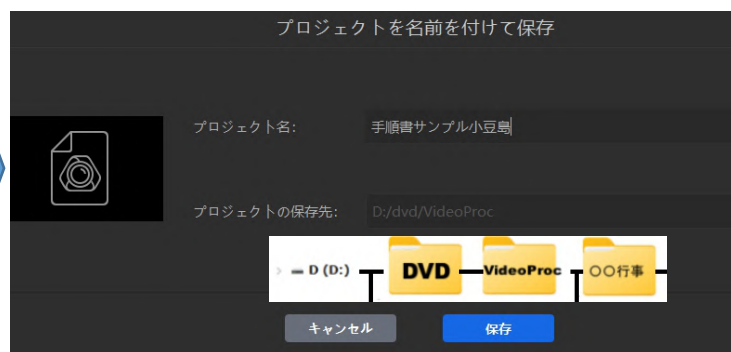 プロジェクトを名前を付けて保存
プロジェクト名: 手順書サンプル小豆島
プロジェクトの保存先: D:/dvd/VideoProc
> D (D:) DVD VideoProc 〇〇行事
キャンセル 保存